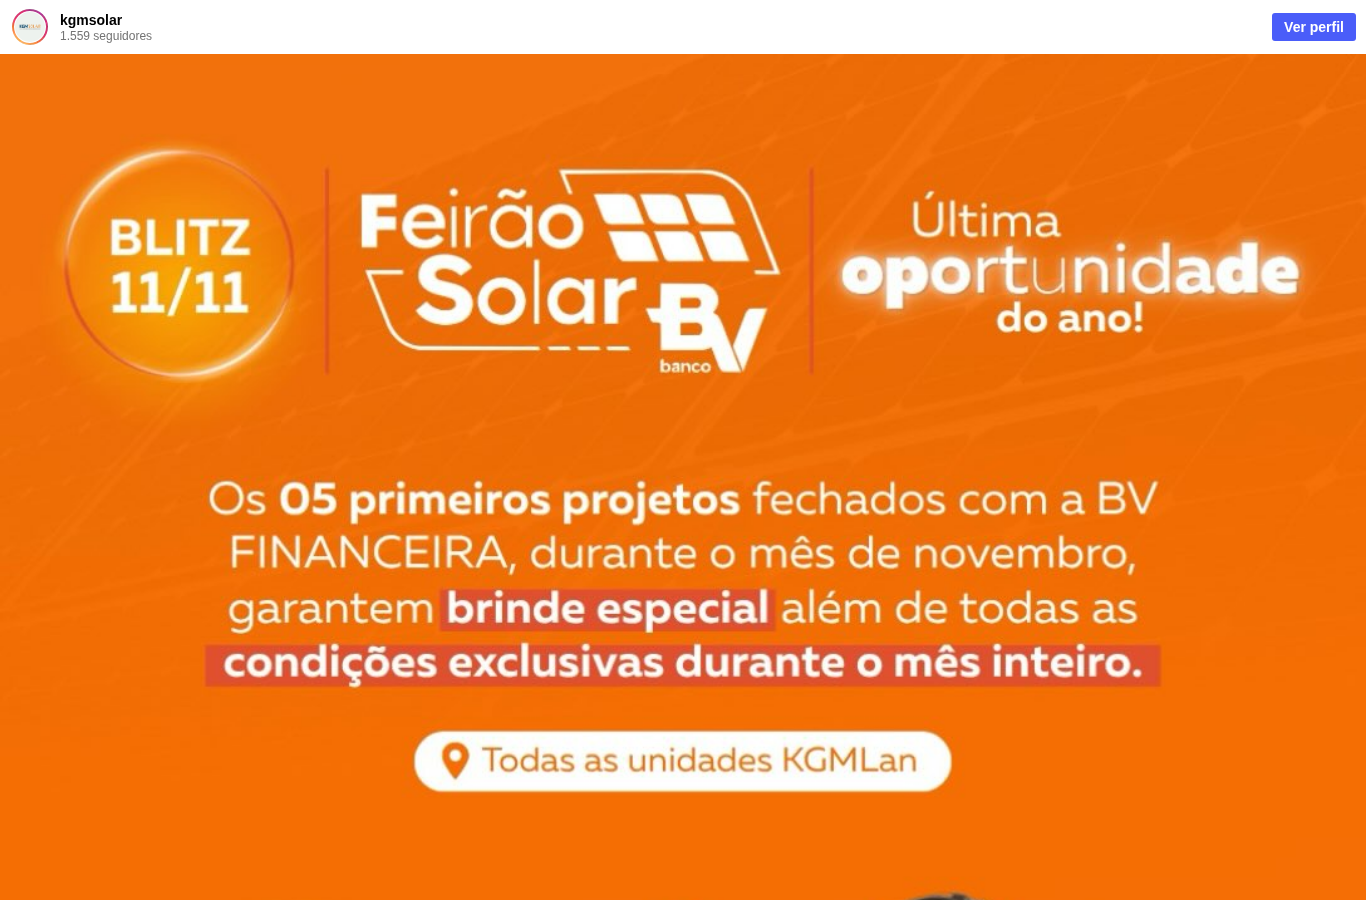 kgmsolar
1.559 seguidores
Ver perfil
BLITZ
11/11
Feirão
Solar
BV
banco
Última
oportunidade
do ano!
Os 05 primeiros projetos fechados com a BV
FINANCEIRA, durante o mês de novembro,
garantem brinde especial além de todas as
condições exclusivas durante o mês inteiro.
Todas as unidades KGMLan